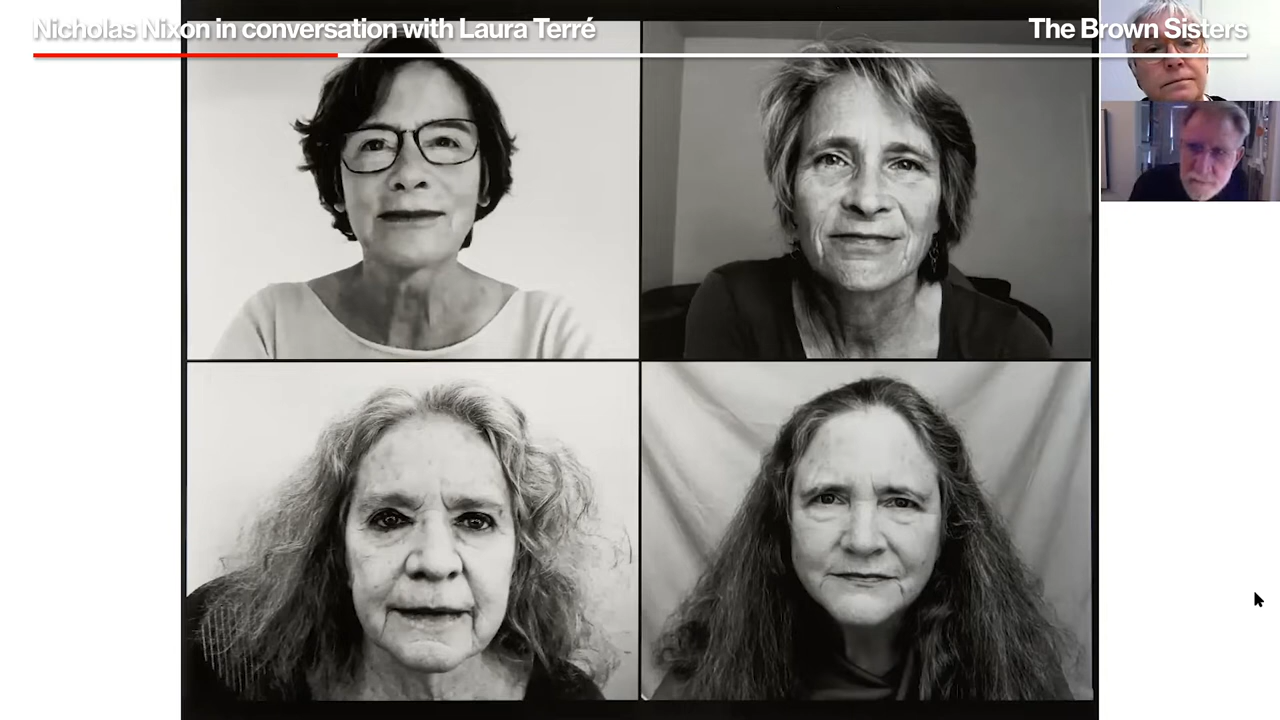 Nicholas Nixon in conversation with Laura Terré
The Brown Sisters